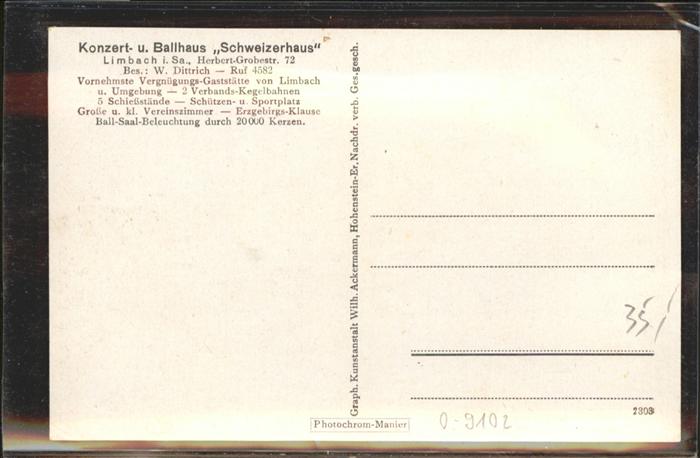 Konzert- u. Ballhaus „Schweizerhaus"
Limbach i. Sa., Herbert-Grobestr. 72
Bes.: W. Dittrich — Ruf 4582
Vornehmste Vergnügungs-Gaststätte von Limbach
u. Umgebung — 2 Verbands-Kegelbahnen
5 Schießstände — Schützen- u. Sportplatz
Große u. kl. Vereinszimmer — Erzgebirgs-Klause
Ball-Saal-Beleuchtung durch 20000 Kerzen.
Graph. Kunstanstalt Wilh. Ackermann, Hohenstein-Er. Nachdr. verb. Ges. gesch.
35,
7303
Photochrom-Manier
0-9102